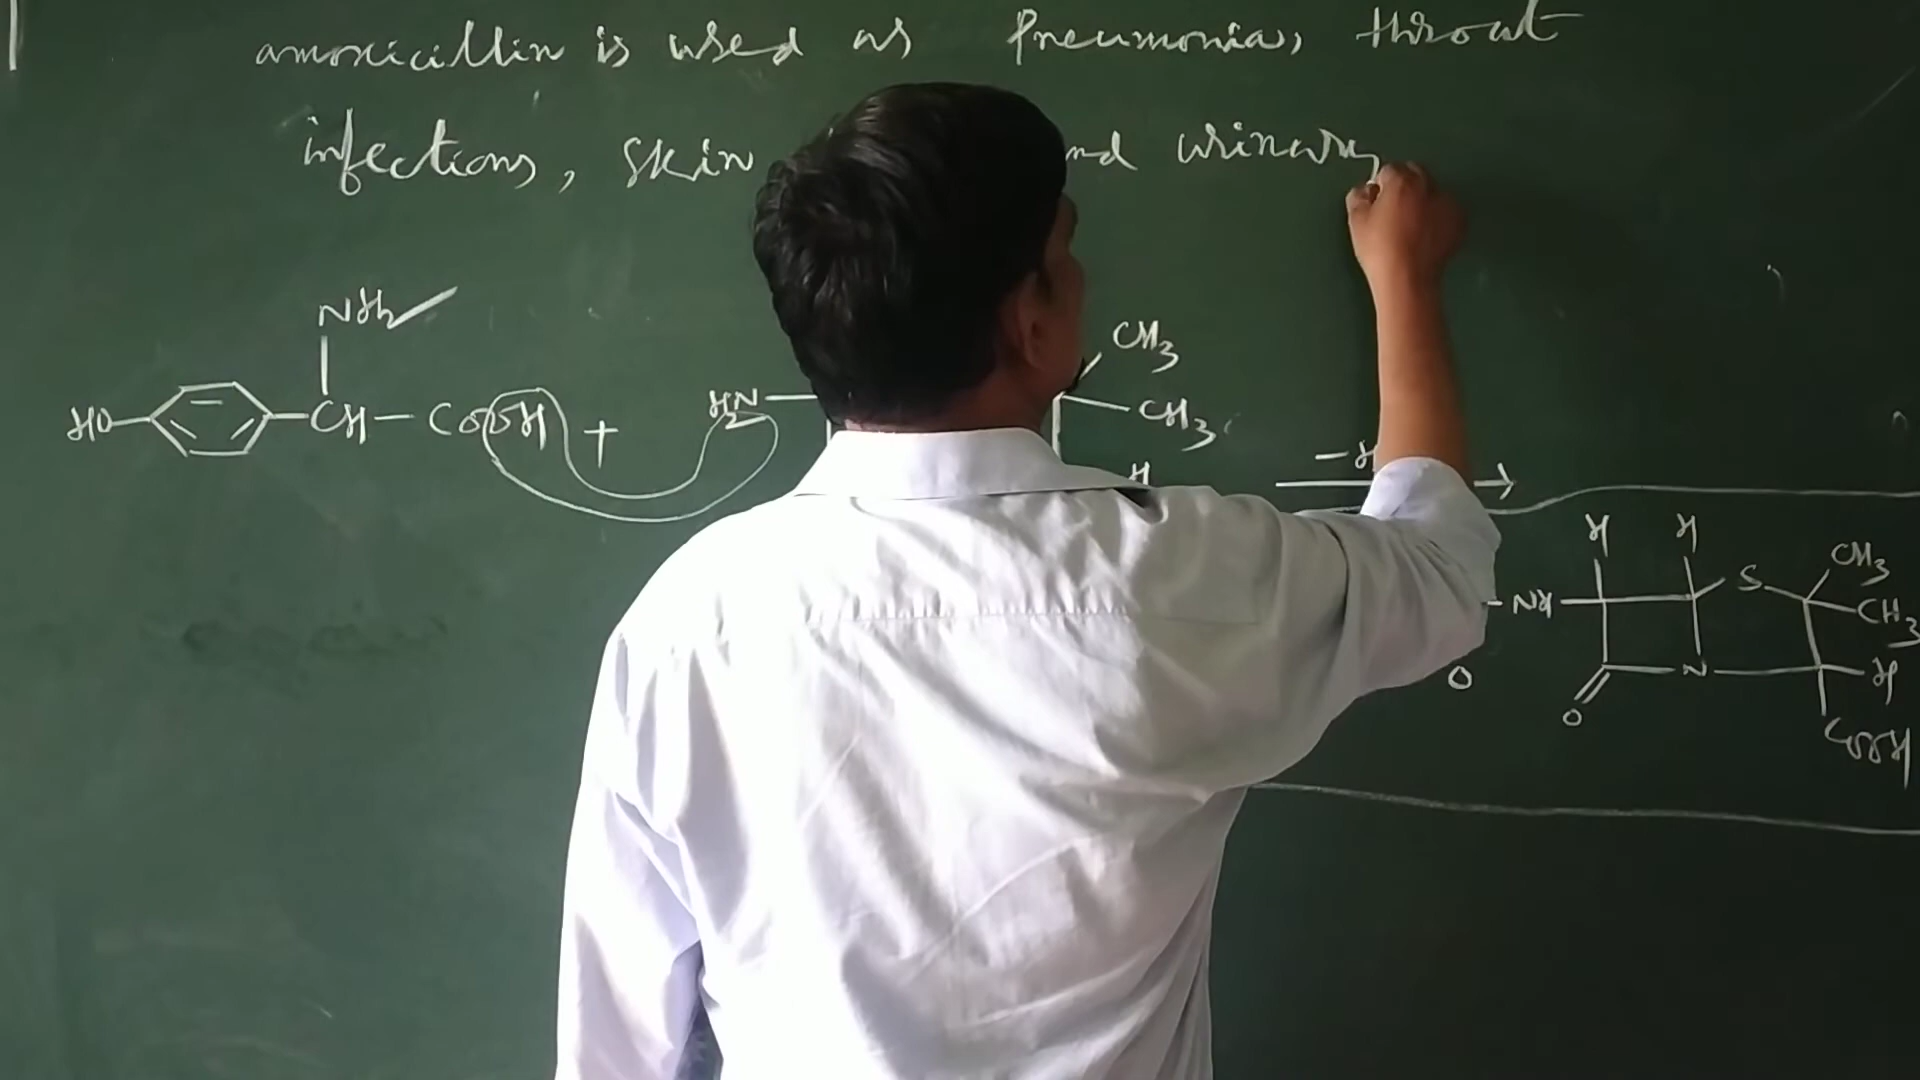 amoxicillin is used as Pneumonia, throat
infections, skin nd urinary
NH2
CH3
HO CH COOH + H2N CH3
H
H H
CH3
NH S CH3
O N H
O
COOH